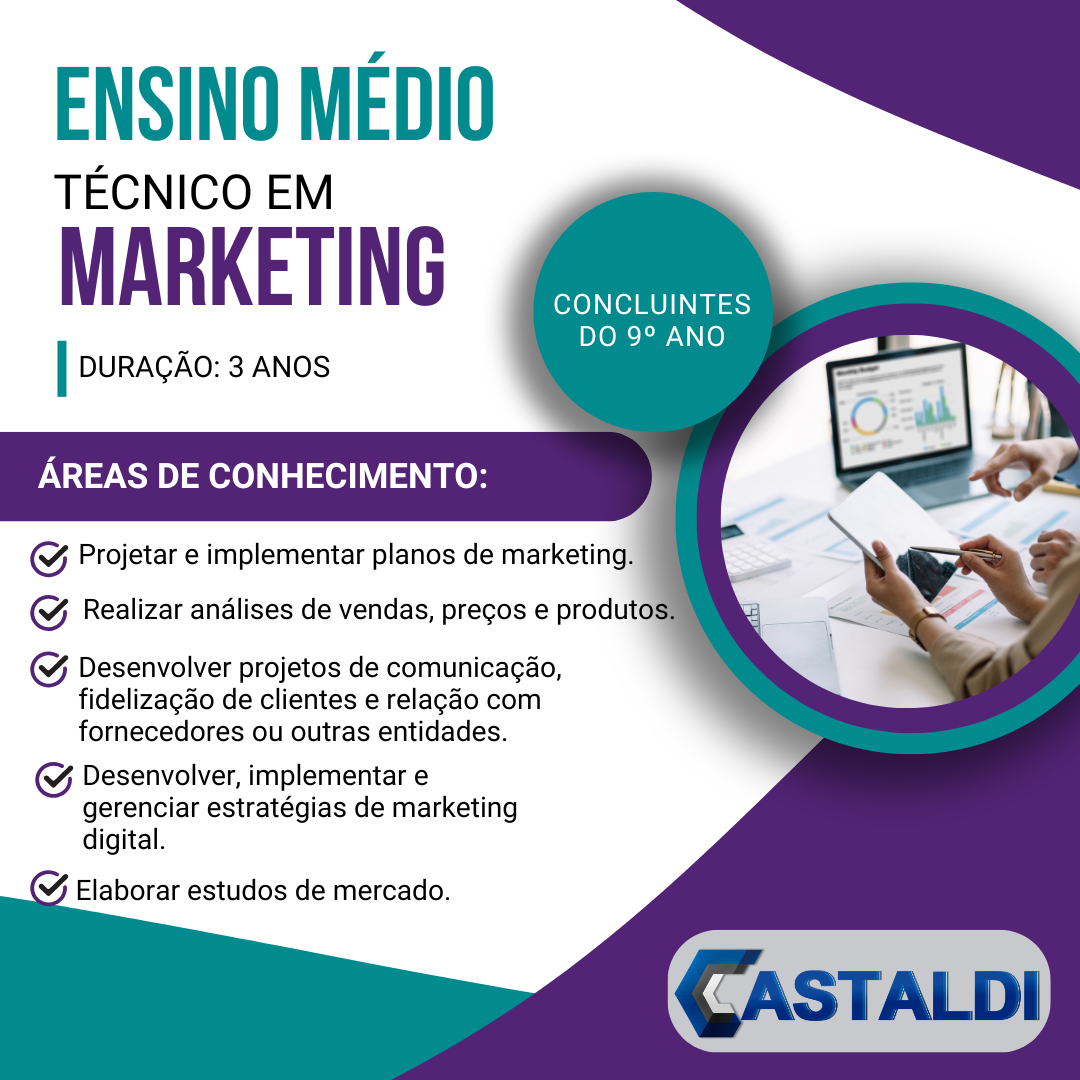 ENSINO MÉDIO
TÉCNICO EM
MARKETING
DURAÇÃO: 3 ANOS
CONCLUINTES
DO 9º ANO
ÁREAS DE CONHECIMENTO:
Projetar e implementar planos de marketing.
Realizar análises de vendas, preços e produtos.
Desenvolver projetos de comunicação,
fidelização de clientes e relação com
fornecedores ou outras entidades.
Desenvolver, implementar e
gerenciar estratégias de marketing
digital.
Elaborar estudos de mercado.
Monthly Budget
CASTALDI